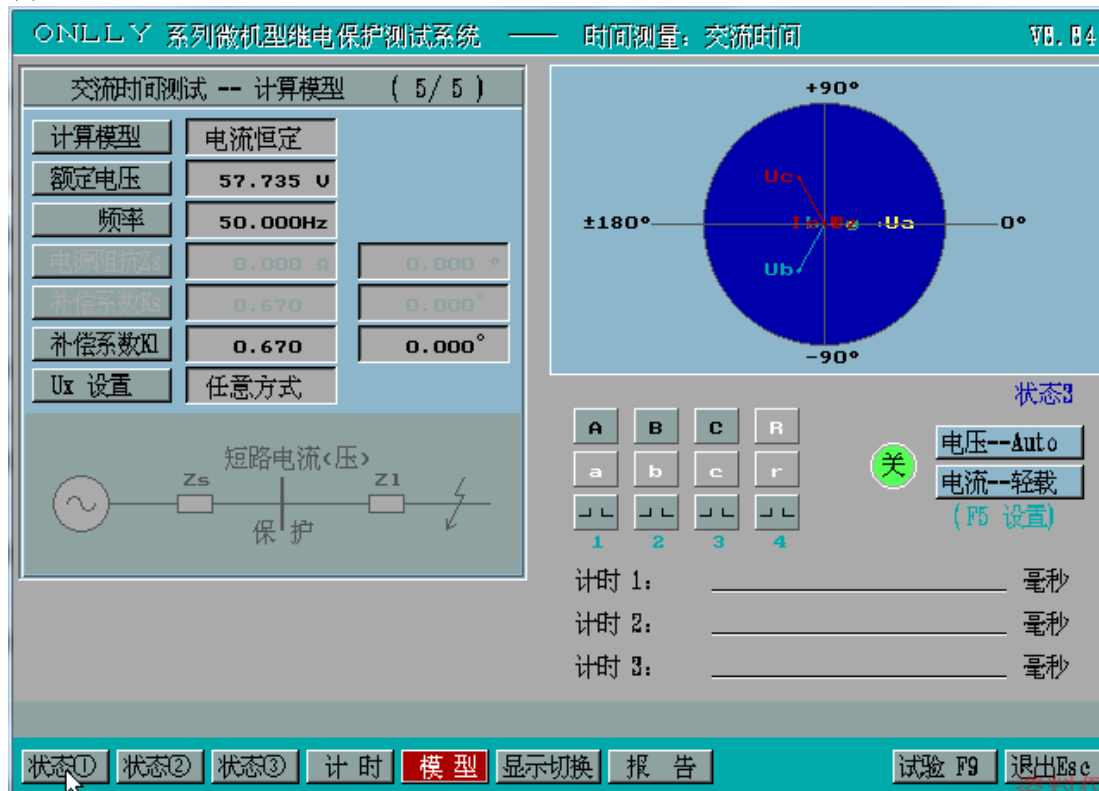 ONLLY 系列微机型继电保护测试系统 —— 时间测量: 交流时间 V8.04
交流时间测试 -- 计算模型 ( 5/ 5 )
计算模型 电流恒定
额定电压 57.735 V
频率 50.000Hz
电源阻抗Zs 0.000 Ω 0.000 °
补偿系数Ks 0.670 0.000°
补偿系数Kl 0.670 0.000°
Ux 设置 任意方式
短路电流<压>
Zs Zl
保 护
+90°
Uc
±180° Ua 0°
Ub
-90°
状态3
A B C R
a b c r
1 2 3 4
关
电压--Auto
电流--轻载
(F5 设置)
计时 1: 毫秒
计时 2: 毫秒
计时 3: 毫秒
状态① 状态② 状态③ 计 时 模 型 显示切换 报 告 试验 F9 退出Esc